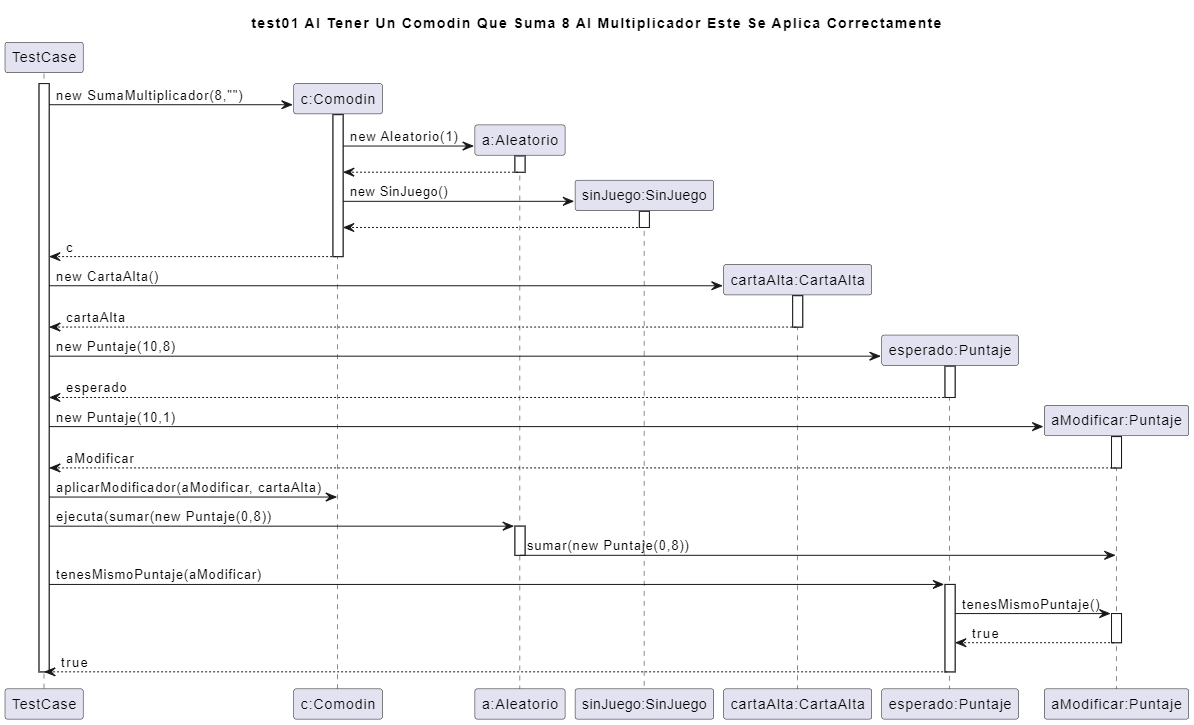 test01 Al Tener Un Comodin Que Suma 8 Al Multiplicador Este Se Aplica Correctamente
TestCase
new SumaMultiplicador(8,"")
c:Comodin
new Aleatorio(1)
a:Aleatorio
new SinJuego()
sinJuego:SinJuego
c
new CartaAlta()
cartaAlta:CartaAlta
cartaAlta
new Puntaje(10,8)
esperado:Puntaje
esperado
new Puntaje(10,1)
aModificar:Puntaje
aModificar
aplicarModificador(aModificar, cartaAlta)
ejecuta(sumar(new Puntaje(0,8))
sumar(new Puntaje(0,8))
tenesMismoPuntaje(aModificar)
tenesMismoPuntaje()
true
true
TestCase c:Comodin a:Aleatorio sinJuego:SinJuego cartaAlta:CartaAlta esperado:Puntaje aModificar:Puntaje